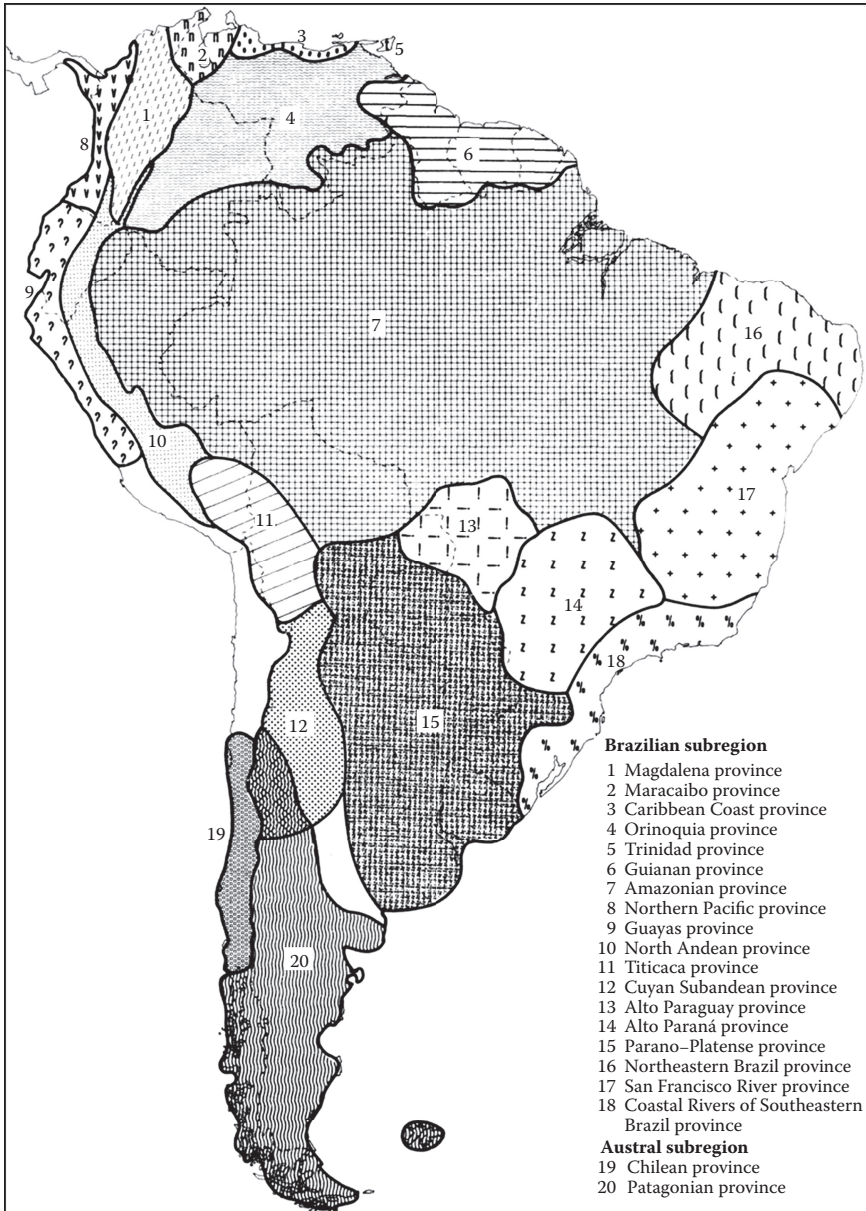 3
5
2
1
4
8
6
9
7
16
10
17
11
13
14
18
12
15
19
20
Brazilian subregion
1 Magdalena province
2 Maracaibo province
3 Caribbean Coast province
4 Orinoquia province
5 Trinidad province
6 Guianan province
7 Amazonian province
8 Northern Pacific province
9 Guayas province
10 North Andean province
11 Titicaca province
12 Cuyan Subandean province
13 Alto Paraguay province
14 Alto Paraná province
15 Parano–Platense province
16 Northeastern Brazil province
17 San Francisco River province
18 Coastal Rivers of Southeastern
Brazil province
Austral subregion
19 Chilean province
20 Patagonian province